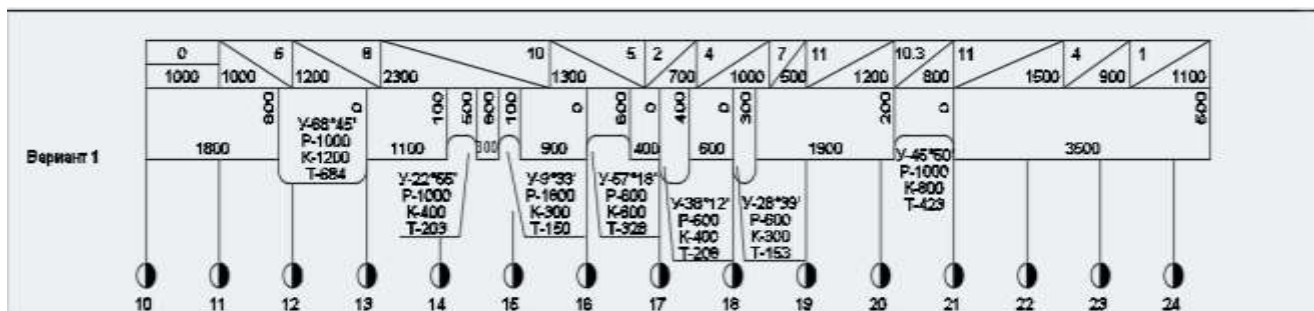 0 6 8 10 5 2 4 7 11 10.3 11 4 1
1000 1000 1200 2300 1300 700 1000 500 1200 800 1500 900 1100
800 0 100 500 600 100 0 600 0 400 0 300 200 0 500
Вериант 1
1800 1100 300 900 400 600 1900 3500
У-68°45'
Р-1000
К-1200
Т-684
У-22°55'
Р-1000
К-400
Т-203
У-9°33'
Р-1800
К-300
Т-150
У-57°18'
Р-600
К-600
Т-328
У-38°12'
Р-600
К-400
Т-208
У-28°39'
Р-600
К-300
Т-153
У-45°50'
Р-1000
К-800
Т-423
10 11 12 13 14 15 16 17 18 19 20 21 22 23 24